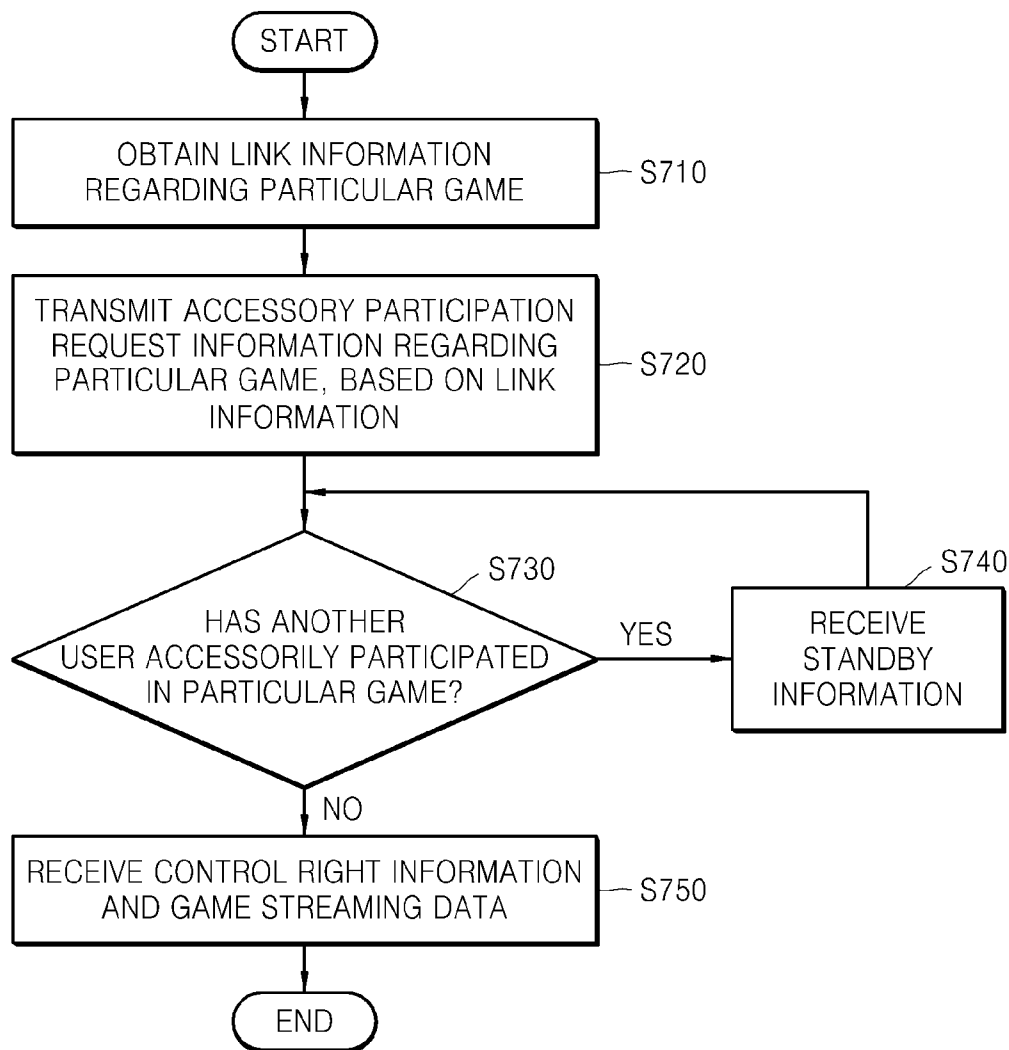 START
OBTAIN LINK INFORMATION
REGARDING PARTICULAR GAME
S710
TRANSMIT ACCESSORY PARTICIPATION
REQUEST INFORMATION REGARDING
PARTICULAR GAME, BASED ON LINK
INFORMATION
S720
S730
HAS ANOTHER
USER ACCESSORILY PARTICIPATED
IN PARTICULAR GAME?
YES
S740
RECEIVE
STANDBY
INFORMATION
NO
RECEIVE CONTROL RIGHT INFORMATION
AND GAME STREAMING DATA
S750
END